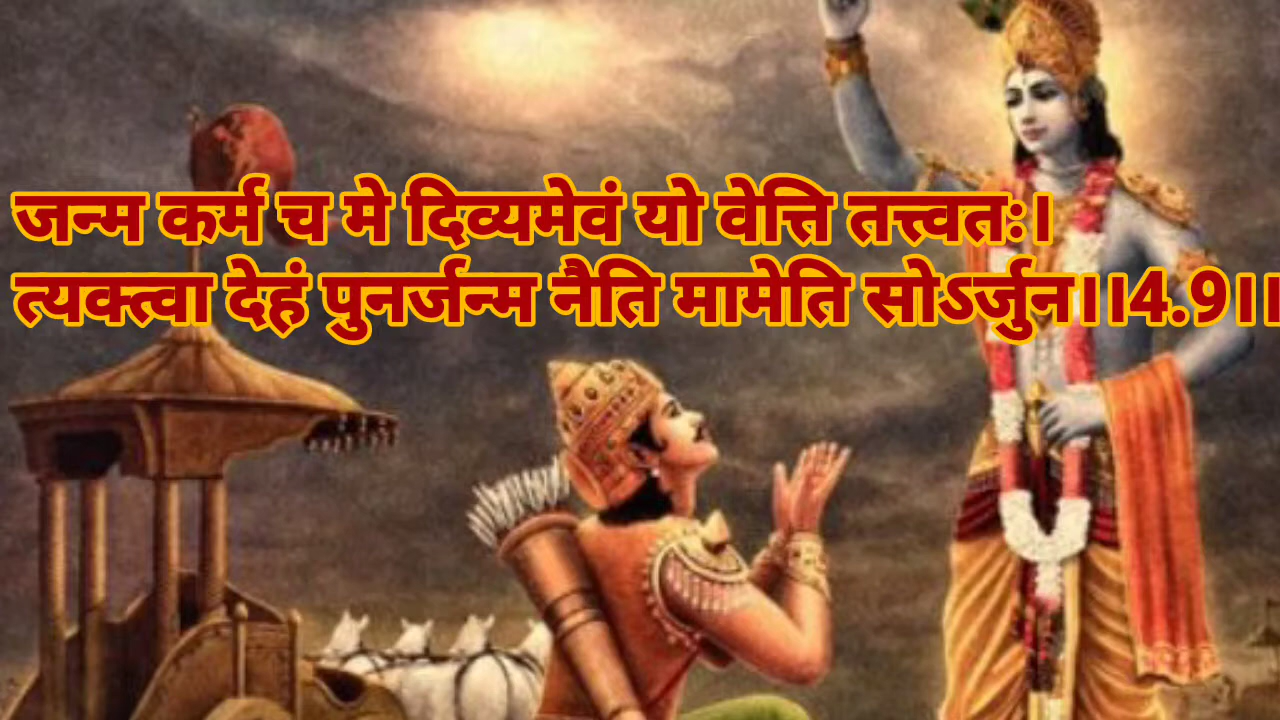 जन्म कर्म च मे दिव्यमेवं यो वेत्ति तत्त्वतः।
त्यक्त्वा देहं पुनर्जन्म नैति मामेति सोऽर्जुन।।4.9।।